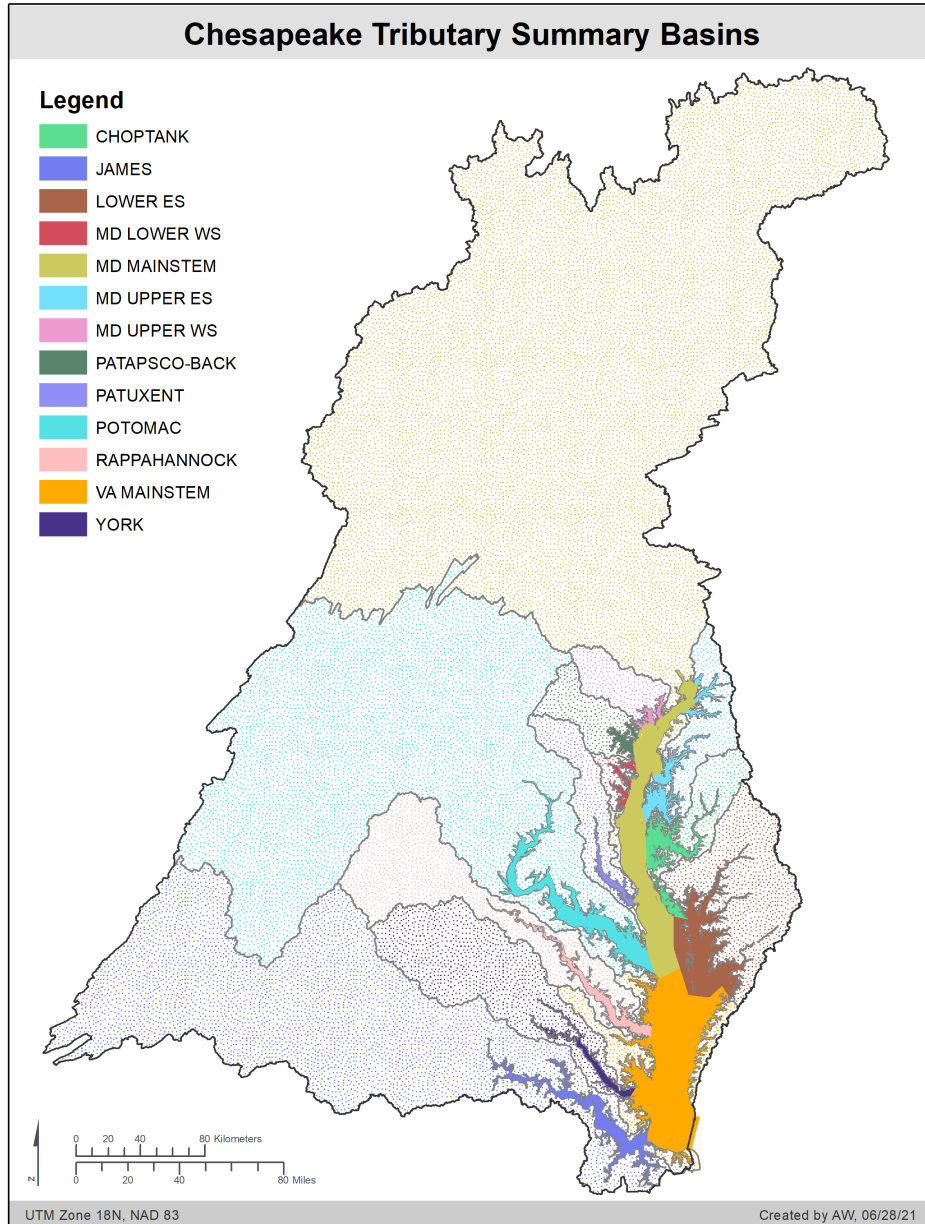 Chesapeake Tributary Summary Basins
Legend
CHOPTANK
JAMES
LOWER ES
MD LOWER WS
MD MAINSTEM
MD UPPER ES
MD UPPER WS
PATAPSCO-BACK
PATUXENT
POTOMAC
RAPPAHANNOCK
VA MAINSTEM
YORK
0 20 40 80 Kilometers
0 20 40 80 Miles
N
UTM Zone 18N, NAD 83
Created by AW, 06/28/21